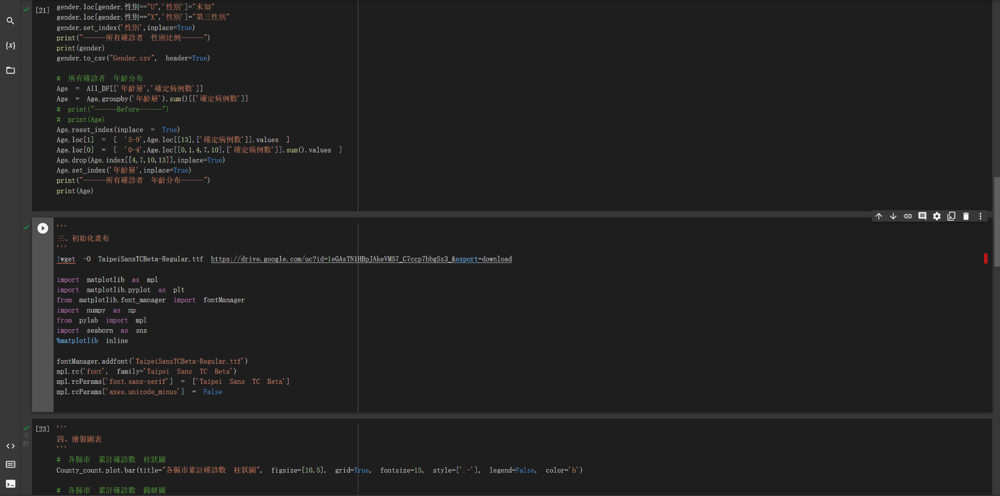 [21]
gender.loc[gender.性別=="U",'性別']="未知"
gender.loc[gender.性別=="X",'性別']="第三性別"
gender.set_index('性別',inplace=True)
print("------所有確診者 性別比例------")
print(gender)
gender.to_csv("Gender.csv", header=True)
# 所有確診者 年齡分布
Age = All_DF[['年齡層','確定病例數']]
Age = Age.groupby('年齡層').sum()[['確定病例數']]
# print("------Before------")
# print(Age)
Age.reset_index(inplace = True)
Age.loc[1] = [ '5-9',Age.loc[[13],['確定病例數']].values ]
Age.loc[0] = [ '0-4',Age.loc[[0,1,4,7,10],['確定病例數']].sum().values ]
Age.drop(Age.index[[4,7,10,13]],inplace=True)
Age.set_index('年齡層',inplace=True)
print("------所有確診者 年齡分布------")
print(Age)
{x}
'''
三、初始化畫布
'''
!wget -O TaipeiSansTCBeta-Regular.ttf https://drive.google.com/uc?id=1eGAsTN1HBpJAkeVM57_C7ccp7hbgSz3_&export=download
import matplotlib as mpl
import matplotlib.pyplot as plt
from matplotlib.font_manager import fontManager
import numpy as np
from pylab import mpl
import seaborn as sns
%matplotlib inline
fontManager.addfont('TaipeiSansTCBeta-Regular.ttf')
mpl.rc('font', family='Taipei Sans TC Beta')
mpl.rcParams['font.sans-serif'] = ['Taipei Sans TC Beta']
mpl.rcParams['axes.unicode_minus'] = False
[23]
3
秒
'''
四、繪製圖表
'''
# 各縣市 累計確診數 柱狀圖
County_count.plot.bar(title="各縣市累計確診數 柱狀圖", figsize=[10,5], grid=True, fontsize=15, style=['.-'], legend=False, color='b')
# 各縣市 累計確診數 圓餅圖